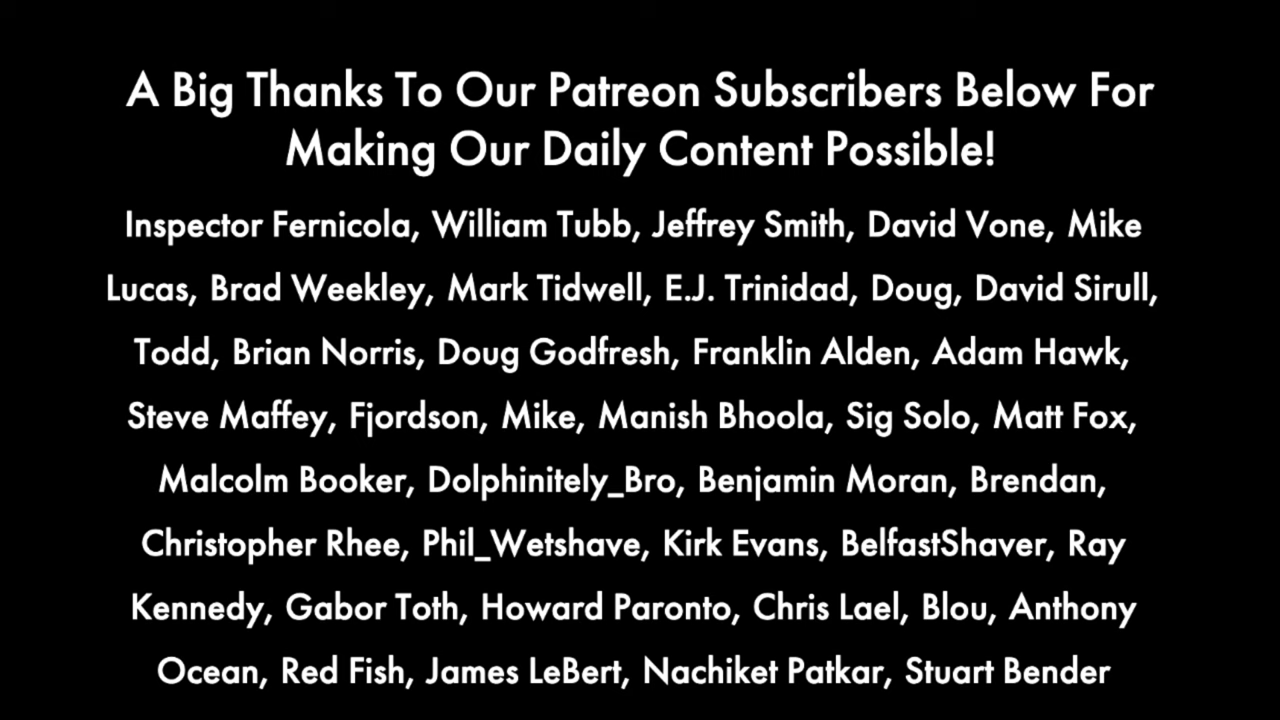 A Big Thanks To Our Patreon Subscribers Below For
Making Our Daily Content Possible!
Inspector Fernicola, William Tubb, Jeffrey Smith, David Vone, Mike
Lucas, Brad Weekley, Mark Tidwell, E.J. Trinidad, Doug, David Sirull,
Todd, Brian Norris, Doug Godfresh, Franklin Alden, Adam Hawk,
Steve Maffey, Fjordson, Mike, Manish Bhoola, Sig Solo, Matt Fox,
Malcolm Booker, Dolphinitely_Bro, Benjamin Moran, Brendan,
Christopher Rhee, Phil_Wetshave, Kirk Evans, BelfastShaver, Ray
Kennedy, Gabor Toth, Howard Paronto, Chris Lael, Blou, Anthony
Ocean, Red Fish, James LeBert, Nachiket Patkar, Stuart Bender